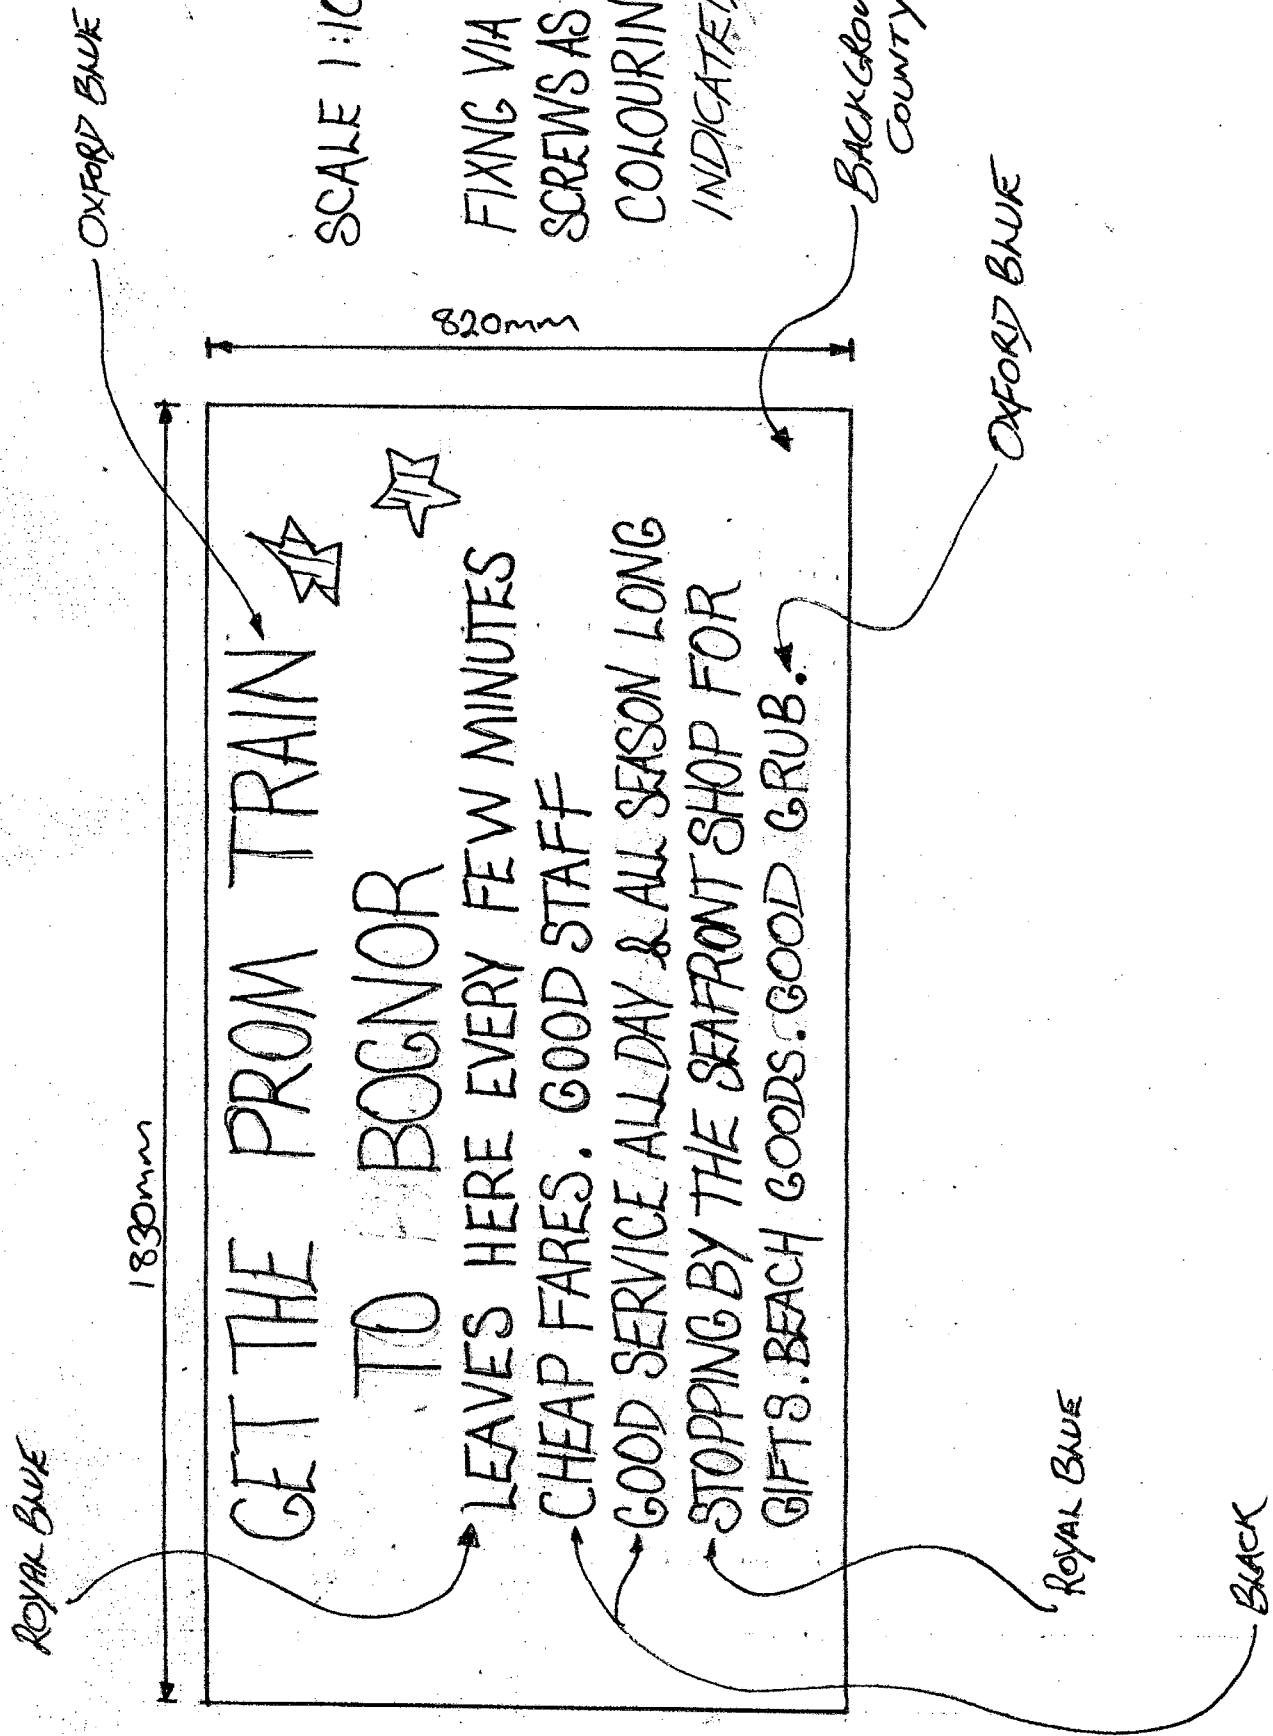 ROYAL BLUE
OXFORD BLUE
1830mm
GET THE PROM TRAIN
TO BOGNOR
LEAVES HERE EVERY FEW MINUTES
CHEAP FARES. GOOD STAFF
GOOD SERVICE ALL DAY & ALL SEASON LONG
STOPPING BY THE SEAFRONT SHOP FOR
GIFTS. BEACH GOODS. GOOD GRUB.
820mm
SCALE 1:10
FIXNG VIA
SCREWS AS
COLOURIN
INDICATE
BACKGROU
COUNTY
OXFORD BLUE
ROYAL BLUE
BLACK